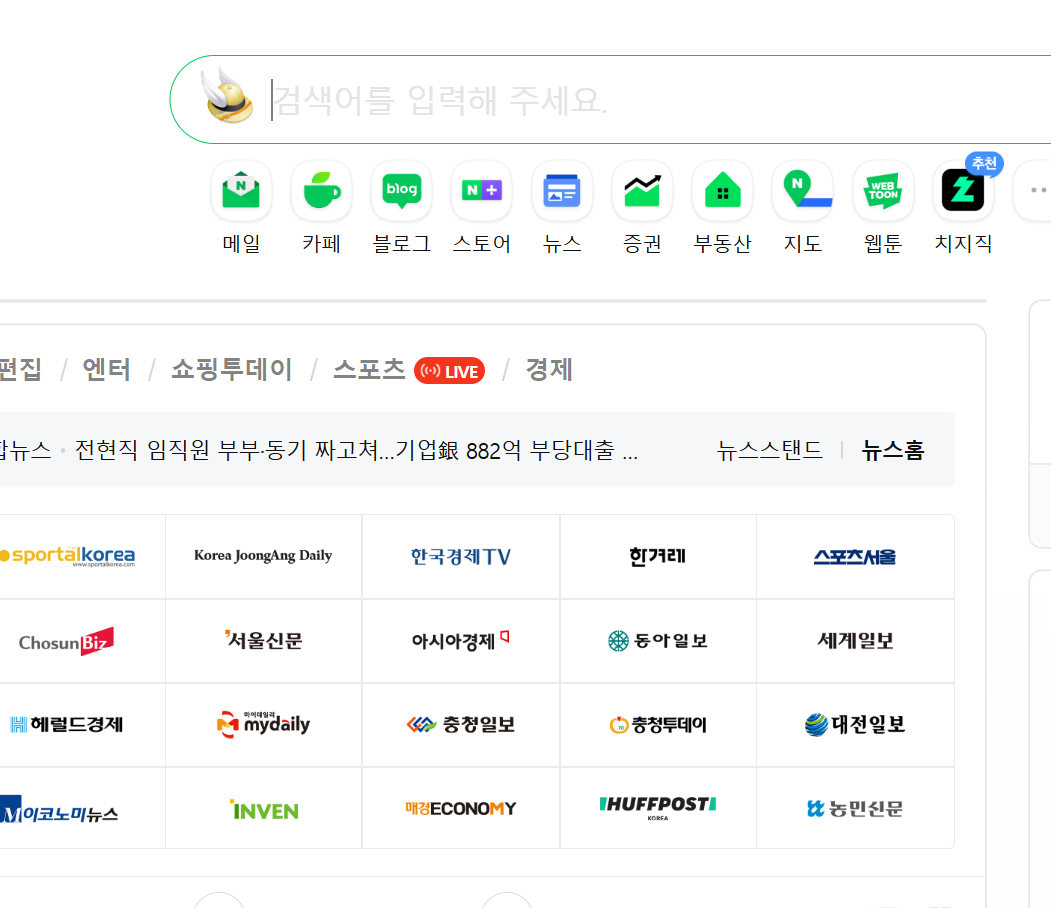 검색어를 입력해 주세요.
추천
N
blog
N+
N
WEB
TOON
메일 카페 블로그 스토어 뉴스 증권 부동산 지도 웹툰 치지직
편집 / 엔터 / 쇼핑투데이 / 스포츠 LIVE / 경제
합뉴스 · 전현직 임직원 부부·동기 짜고쳐…기업銀 882억 부당대출 ... 뉴스스탠드 뉴스홈
sportalkorea Korea JoongAng Daily 한국경제TV 한겨레 스포츠서울
www.sportalkorea.com
ChosunBiz 서울신문 아시아경제 동아일보 세계일보
마이데일리
헤럴드경제 mydaily 충청일보 충청투데이 대전일보
M이코노미뉴스 INVEN 매경ECONOMY HUFFPOST 농민신문
KOREA